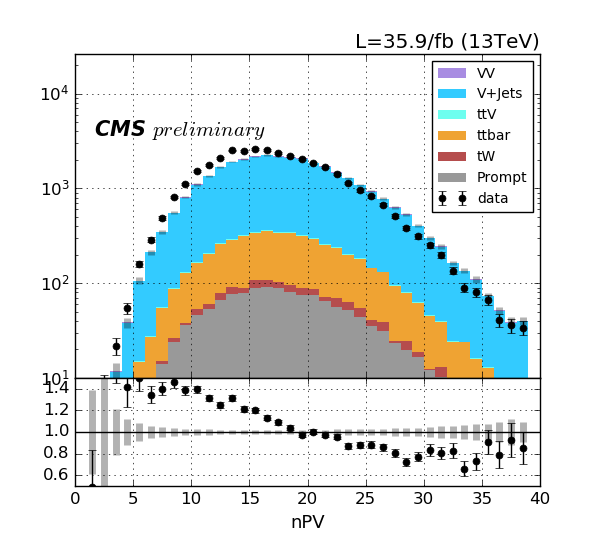 L=35.9/fb (13TeV)
CMS preliminary
VV
V+Jets
ttV
ttbar
tW
Prompt
data
10⁴
10³
10²
10¹
1.4
1.2
1.0
0.8
0.6
0 5 10 15 20 25 30 35 40
nPV